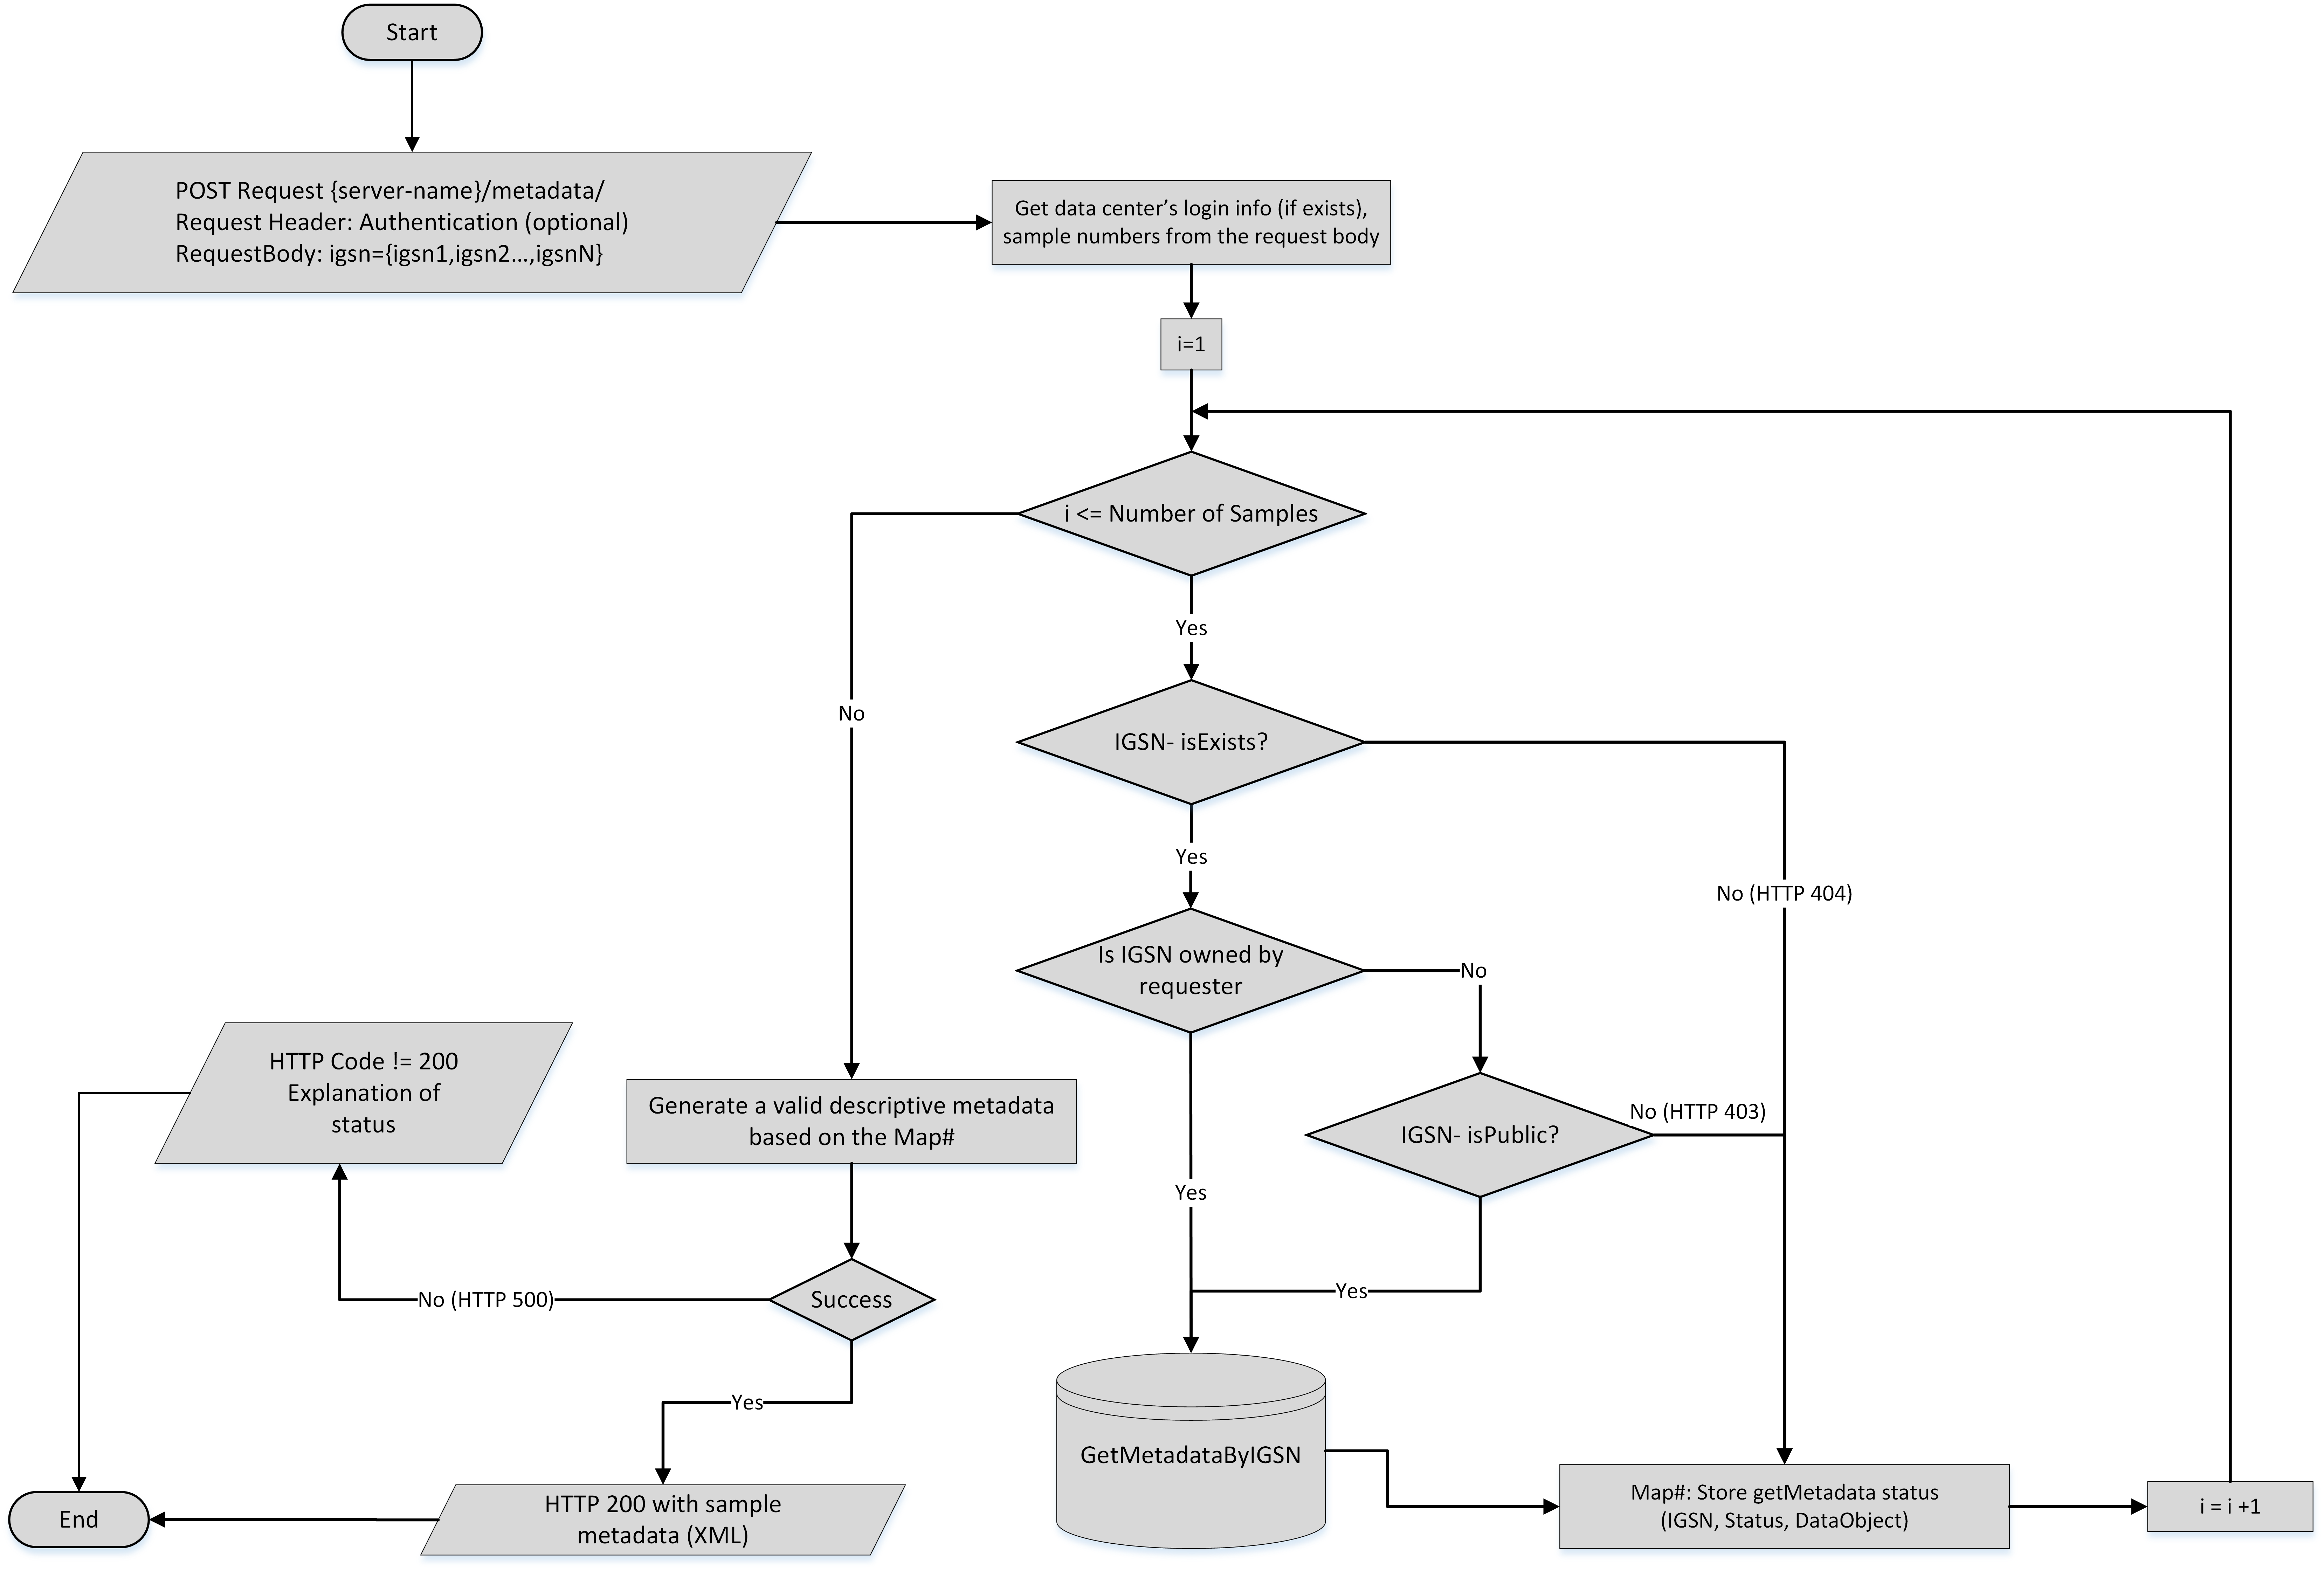 Start
POST Request {server-name}/metadata/
Request Header: Authentication (optional)
RequestBody: igsn={igsn1,igsn2...,igsnN}
Get data center’s login info (if exists),
sample numbers from the request body
i=1
i <= Number of Samples
Yes
No
IGSN- isExists?
Yes
No (HTTP 404)
Is IGSN owned by
requester
No
Yes
IGSN- isPublic?
No (HTTP 403)
Yes
GetMetadataByIGSN
Map#: Store getMetadata status
(IGSN, Status, DataObject)
i = i +1
Generate a valid descriptive metadata
based on the Map#
Success
No (HTTP 500)
HTTP Code != 200
Explanation of
status
Yes
HTTP 200 with sample
metadata (XML)
End